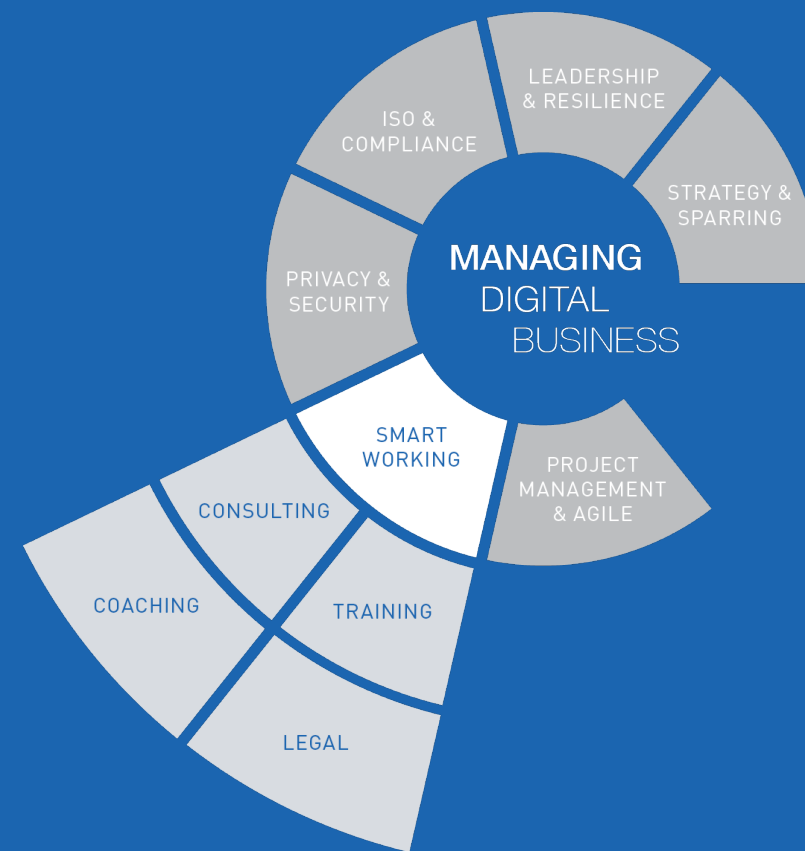 LEADERSHIP
& RESILIENCE
ISO &
COMPLIANCE
STRATEGY &
SPARRING
MANAGING
DIGITAL
BUSINESS
PRIVACY &
SECURITY
SMART
WORKING
PROJECT
MANAGEMENT
& AGILE
CONSULTING
COACHING
TRAINING
LEGAL